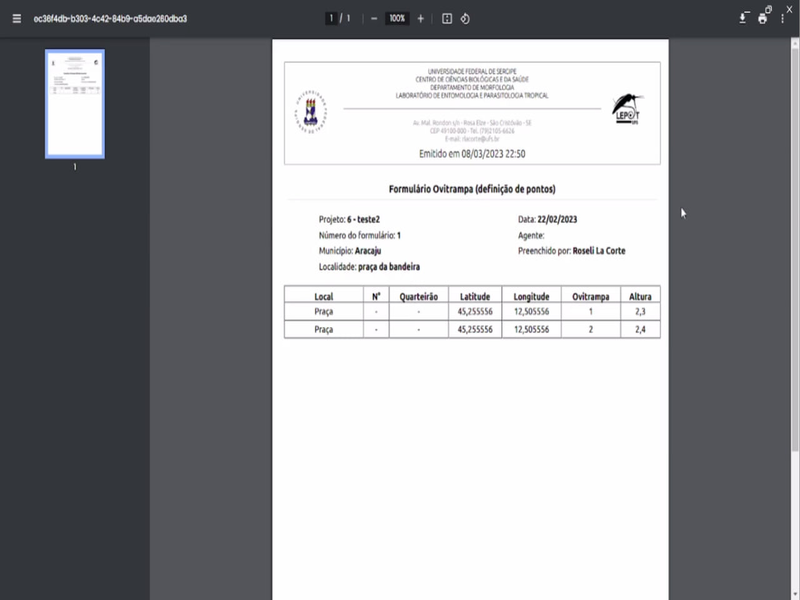 oc36f4db-b303-4c42-84b9-a5dae260dba3
1 / 1
100%
1
UNIVERSIDADE FEDERAL DE SERGIPE
CENTRO DE CIÊNCIAS BIOLÓGICAS E DA SAÚDE
DEPARTAMENTO DE MORFOLOGIA
LABORATÓRIO DE ENTOMOLOGIA E PARASITOLOGIA TROPICAL
Av. Mal. Rondon s/n - Rosa Elze - São Cristóvão - SE
CEP 49100-000 - Tel. (79)2105-6626
E-mail: rlacorte@ufs.br
Emitido em 08/03/2023 22:50
LEPT
UFS
Formulário Ovitrampa (definição de pontos)
Projeto: 6 - teste2 Data: 22/02/2023
Número do formulário: 1 Agente:
Município: Aracaju Preenchido por: Roseli La Corte
Localidade: praça da bandeira
Local N° Quarteirão Latitude Longitude Ovitrampa Altura
Praça - - 45,255556 12,505556 1 2,3
Praça - - 45,255556 12,505556 2 2,4